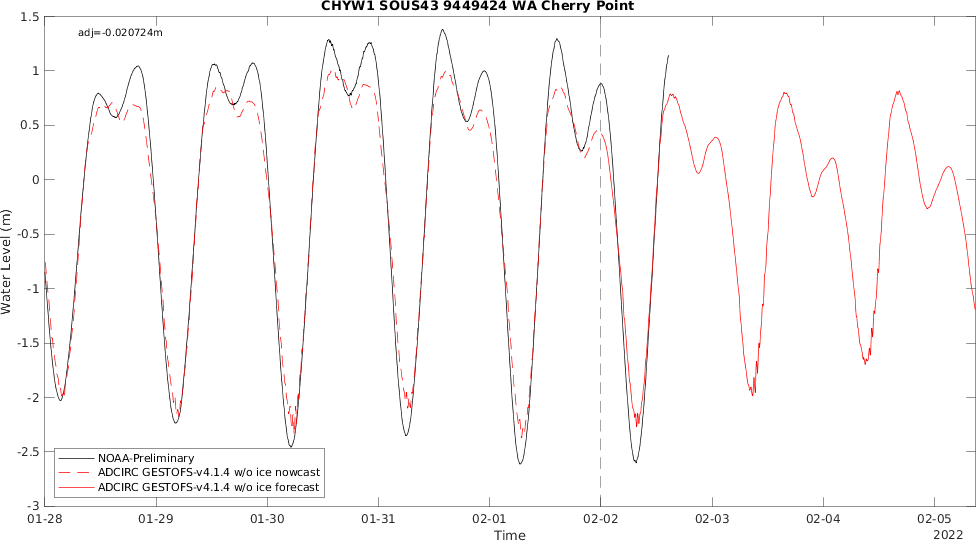 CHYW1 SOUS43 9449424 WA Cherry Point
adj=-0.020724m
1.5
1
0.5
0
-0.5
-1
-1.5
-2
-2.5
-3
Water Level (m)
NOAA-Preliminary
ADCIRC GESTOFS-v4.1.4 w/o ice nowcast
ADCIRC GESTOFS-v4.1.4 w/o ice forecast
01-28 01-29 01-30 01-31 02-01 02-02 02-03 02-04 02-05
Time
2022